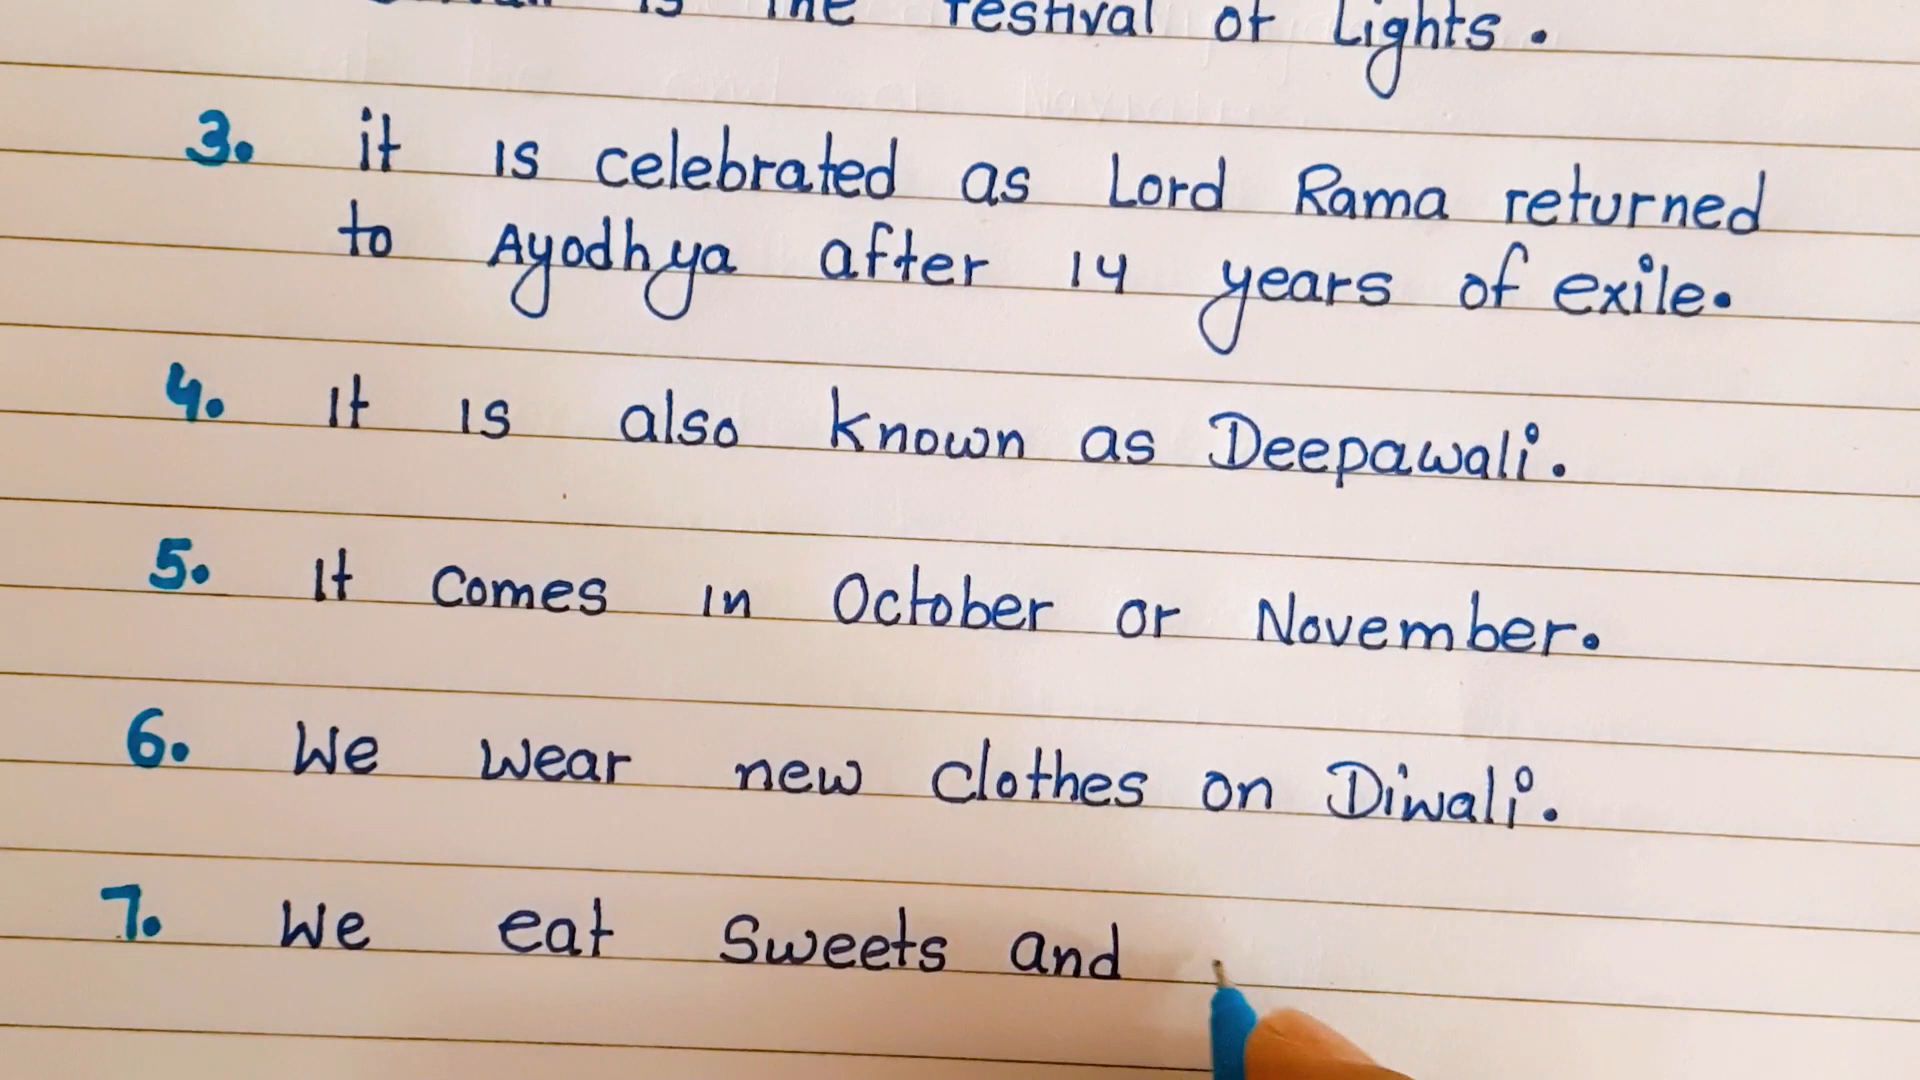 is the festival of Lights.
3. it is celebrated as Lord Rama returned
to Ayodhya after 14 years of exile.
4. It is also known as Deepawali.
5. It comes in October or November.
6. We wear new clothes on Diwali.
7. We eat Sweets and